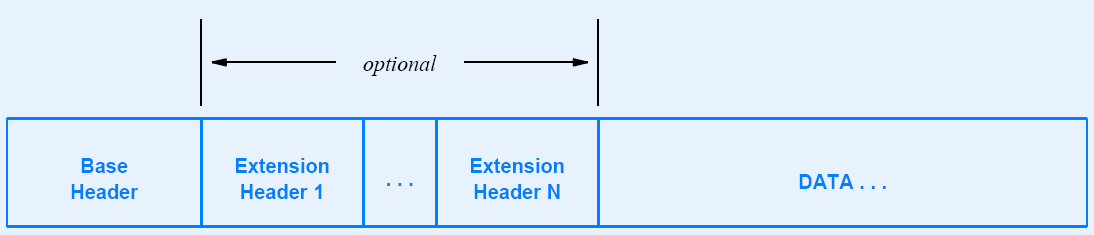 optional
Base
Header
Extension
Header 1
. . .
Extension
Header N
DATA . . .